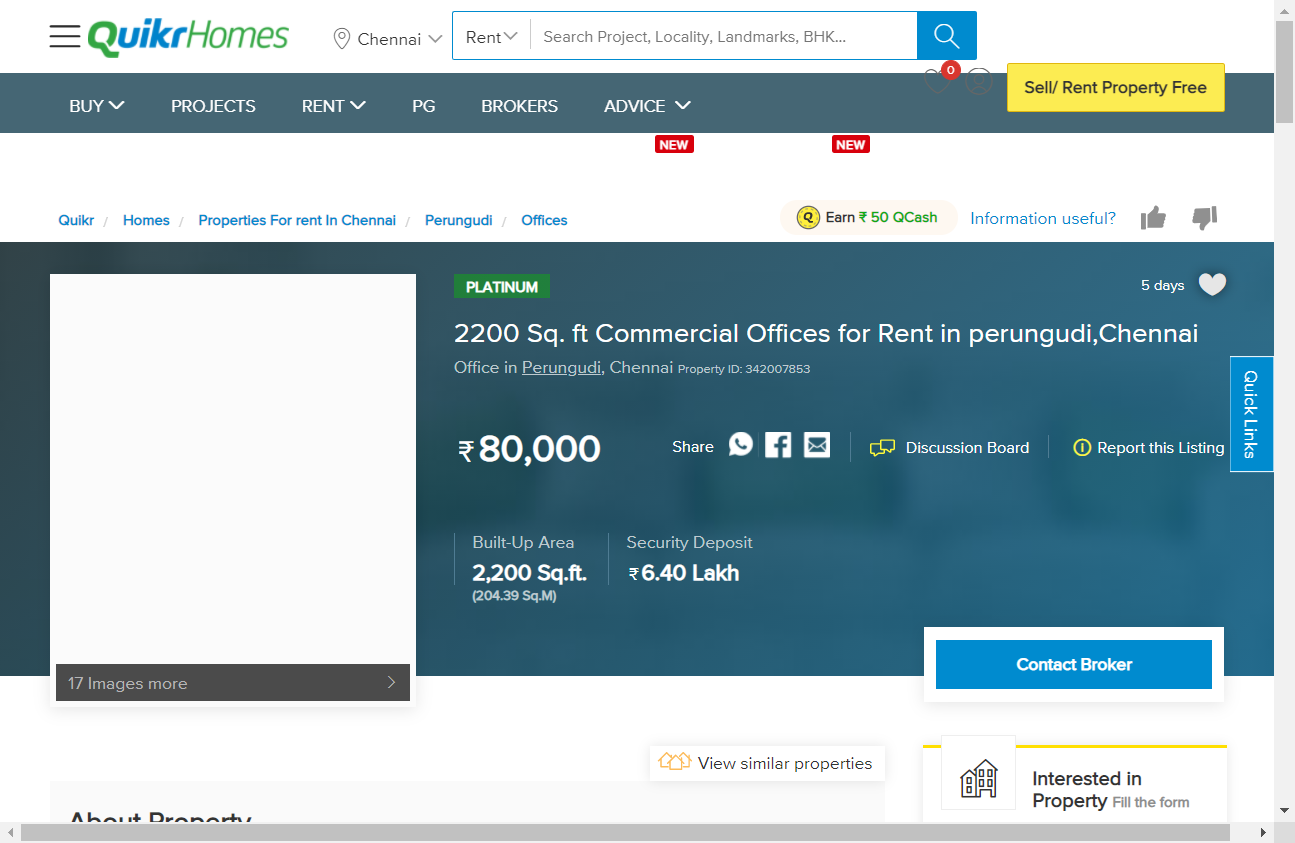 QuikrHomes
Chennai
Rent
Search Project, Locality, Landmarks, BHK...
0
Sell/ Rent Property Free
BUY PROJECTS RENT PG BROKERS ADVICE
NEW NEW
Quikr / Homes / Properties For rent In Chennai / Perungudi / Offices
Q Earn ₹ 50 QCash
Information useful?
PLATINUM
5 days
2200 Sq. ft Commercial Offices for Rent in perungudi,Chennai
Office in Perungudi, Chennai Property ID: 342007853
Quick Links
₹ 80,000
Share
Discussion Board
Report this Listing
Built-Up Area
2,200 Sq.ft.
(204.39 Sq.M)
Security Deposit
₹ 6.40 Lakh
Contact Broker
17 Images more
View similar properties
Interested in
Property Fill the form
About Property